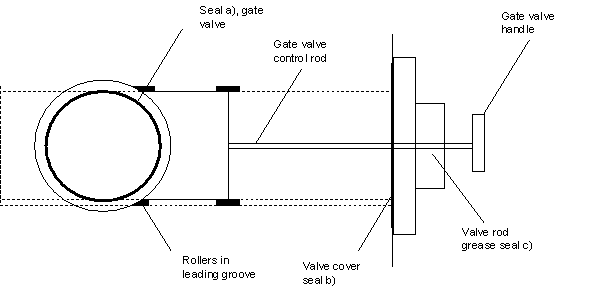 Seal a), gate
valve
Gate valve
handle
Gate valve
control rod
Rollers in
leading groove
Valve cover
seal b)
Valve rod
grease seal c)